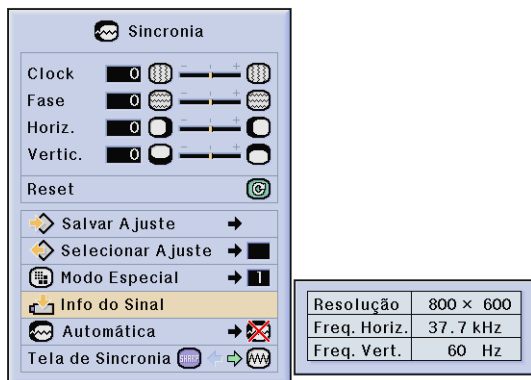 Sincronia
Clock 0 - +
Fase 0 - +
Horiz. 0 - +
Vertic. 0 - +
Reset
Salvar Ajuste
Selecionar Ajuste
Modo Especial 1
Info do Sinal
Automática
Tela de Sincronia SHARP
Resolução 800 × 600
Freq. Horiz. 37.7 kHz
Freq. Vert. 60 Hz